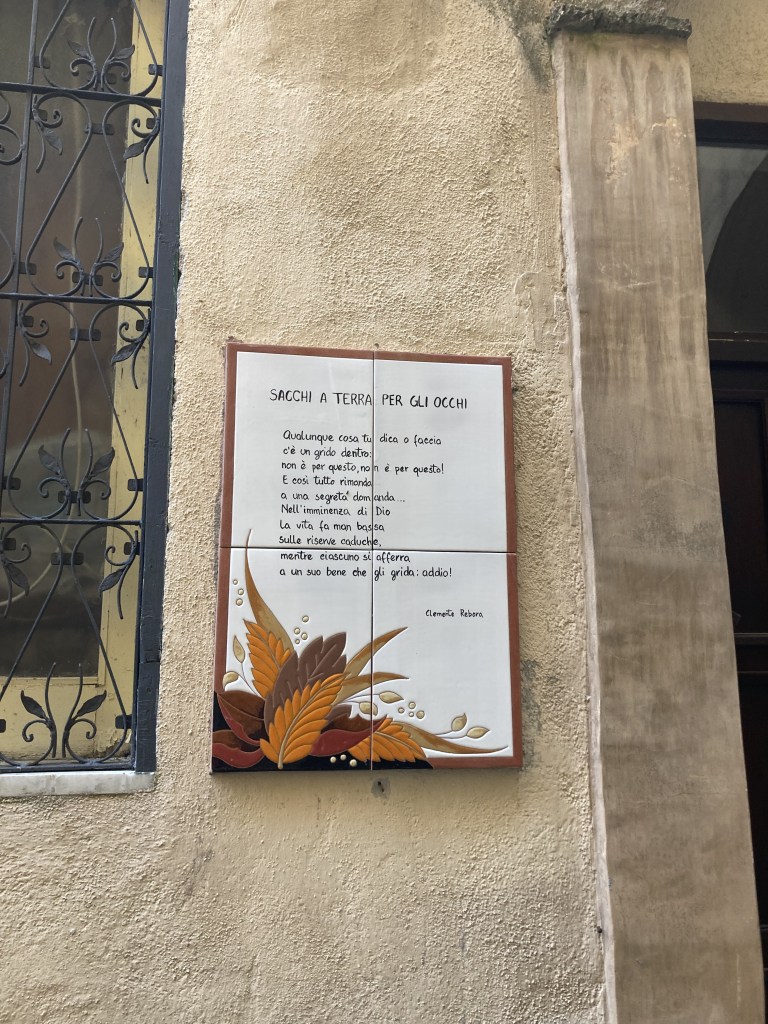 SACCHI A TERRA PER GLI OCCHI
Qualunque cosa tu dica o faccia
c'è un grido dentro:
non è per questo, non è per questo!
E così tutto rimanda
a una segreta domanda...
Nell'imminenza di Dio
la vita fa man bassa
sulle riserve caduche,
mentre ciascuno si afferra
a un suo bene che gli grida: addio!
Clemente Rebora